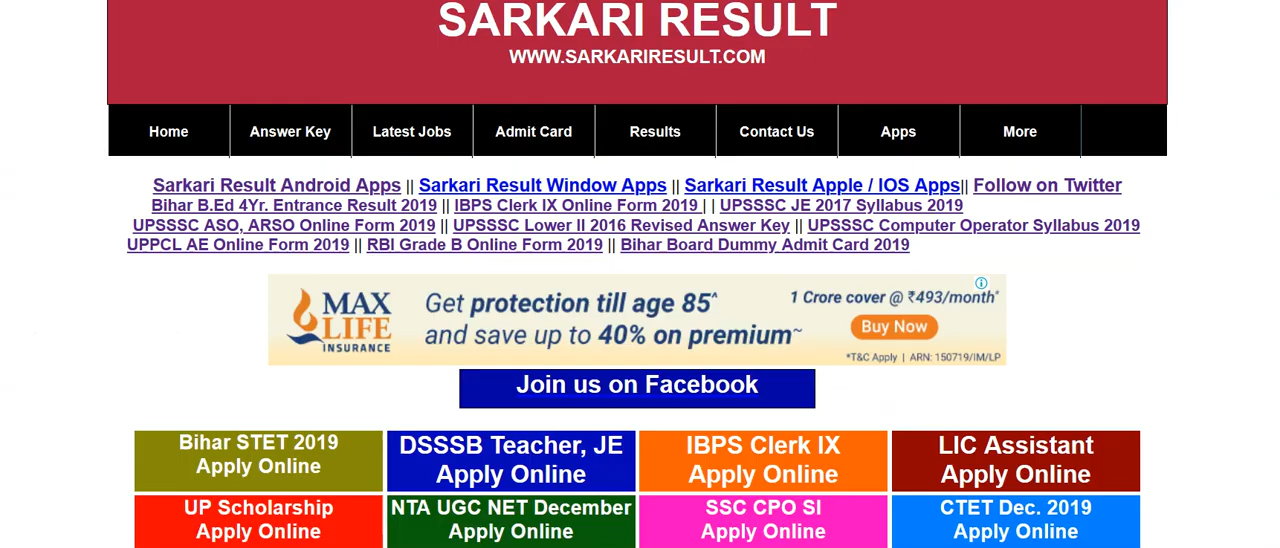 SARKARI RESULT
WWW.SARKARIRESULT.COM
Home Answer Key Latest Jobs Admit Card Results Contact Us Apps More
Sarkari Result Android Apps || Sarkari Result Window Apps || Sarkari Result Apple / IOS Apps|| Follow on Twitter
Bihar B.Ed 4Yr. Entrance Result 2019 || IBPS Clerk IX Online Form 2019 | | UPSSSC JE 2017 Syllabus 2019
UPSSSC ASO, ARSO Online Form 2019 || UPSSSC Lower II 2016 Revised Answer Key || UPSSSC Computer Operator Syllabus 2019
UPPCL AE Online Form 2019 || RBI Grade B Online Form 2019 || Bihar Board Dummy Admit Card 2019
MAX
LIFE
INSURANCE
Get protection till age 85^
and save up to 40% on premium~
1 Crore cover @ ₹493/month*
Buy Now
*T&C Apply | ARN: 150719/IM/LP
Join us on Facebook
Bihar STET 2019
Apply Online
DSSSB Teacher, JE
Apply Online
IBPS Clerk IX
Apply Online
LIC Assistant
Apply Online
UP Scholarship
Apply Online
NTA UGC NET December
Apply Online
SSC CPO SI
Apply Online
CTET Dec. 2019
Apply Online